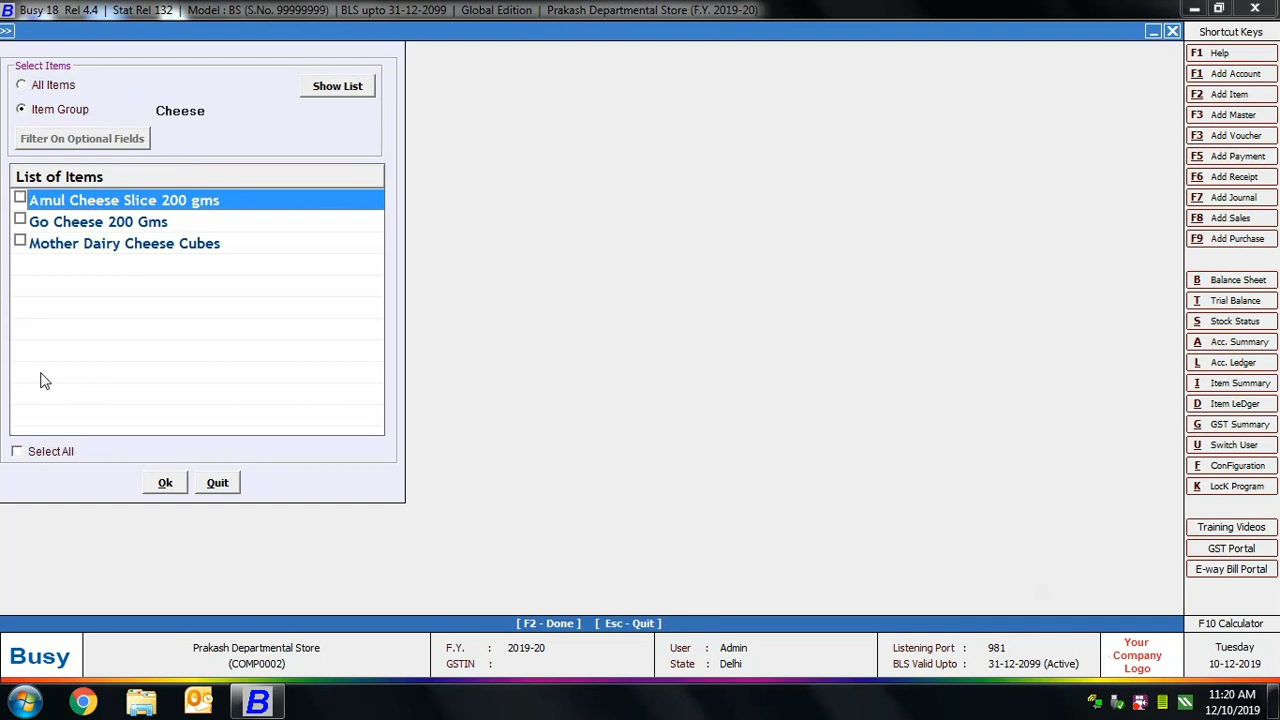 Busy 18 Rel 4.4 | Stat Rel 132 | Model : BS (S.No. 99999999) | BLS upto 31-12-2099 | Global Edition | Prakash Departmental Store (F.Y. 2019-20)
>>
Shortcut Keys
Select Items
All Items
Show List
Item Group
Cheese
Filter On Optional Fields
List of Items
Amul Cheese Slice 200 gms
Go Cheese 200 Gms
Mother Dairy Cheese Cubes
Select All
Ok
Quit
F1 Help
F1 Add Account
F2 Add Item
F3 Add Master
F3 Add Voucher
F5 Add Payment
F6 Add Receipt
F7 Add Journal
F8 Add Sales
F9 Add Purchase
B Balance Sheet
T Trial Balance
S Stock Status
A Acc. Summary
L Acc. Ledger
I Item Summary
D Item LeDger
G GST Summary
U Switch User
F ConFiguration
K LocK Program
Training Videos
GST Portal
E-way Bill Portal
[ F2 - Done ] [ Esc - Quit ]
F10 Calculator
Busy
Prakash Departmental Store
(COMP0002)
F.Y. : 2019-20
GSTIN :
User : Admin
State : Delhi
Listening Port : 981
BLS Valid Upto : 31-12-2099 (Active)
Your
Company
Logo
Tuesday
10-12-2019
B
11:20 AM
12/10/2019